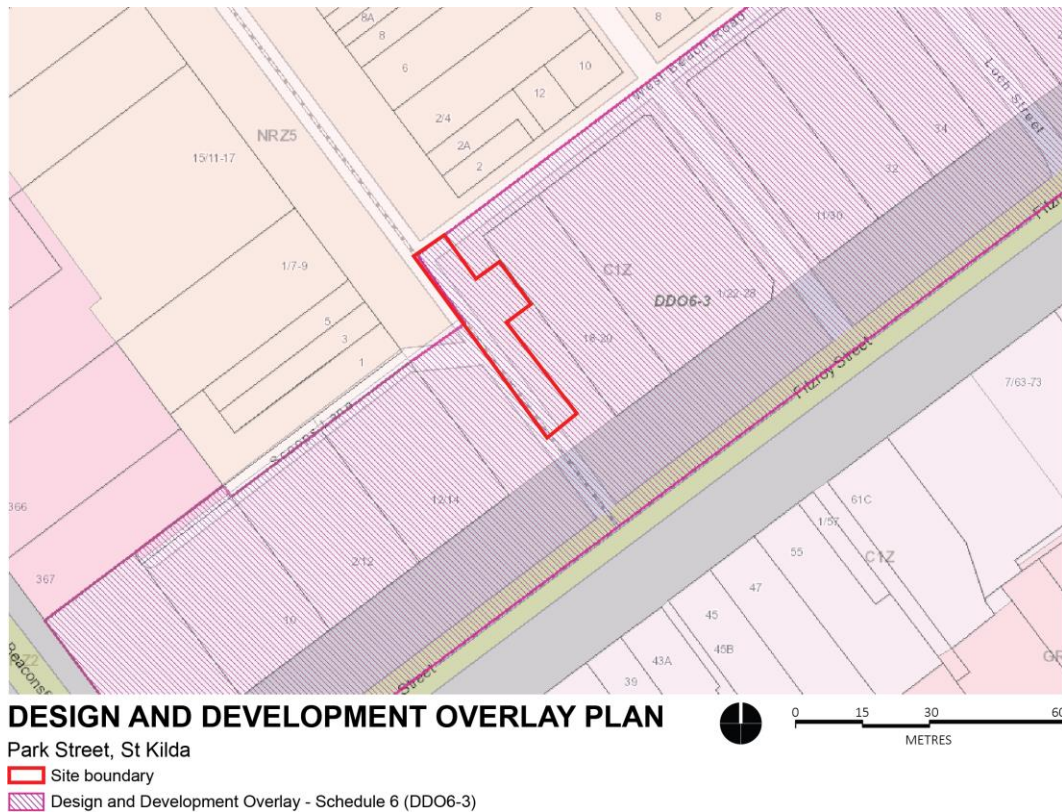 8A
8
8
6
10
12
2/4
2A
2
West Beach Road
Loch Street
NRZ5
15/11-17
34
32
11/30
C1Z
DDO6-3
1/22-28
18-20
1/7-9
5
3
1
Fitzroy Street
7/63-73
366
367
12/14
2/12
10
61C
1/57
55
C1Z
47
45
45B
43A
39
Street
DESIGN AND DEVELOPMENT OVERLAY PLAN
Park Street, St Kilda
Site boundary
Design and Development Overlay - Schedule 6 (DDO6-3)
0 15 30 60
METRES